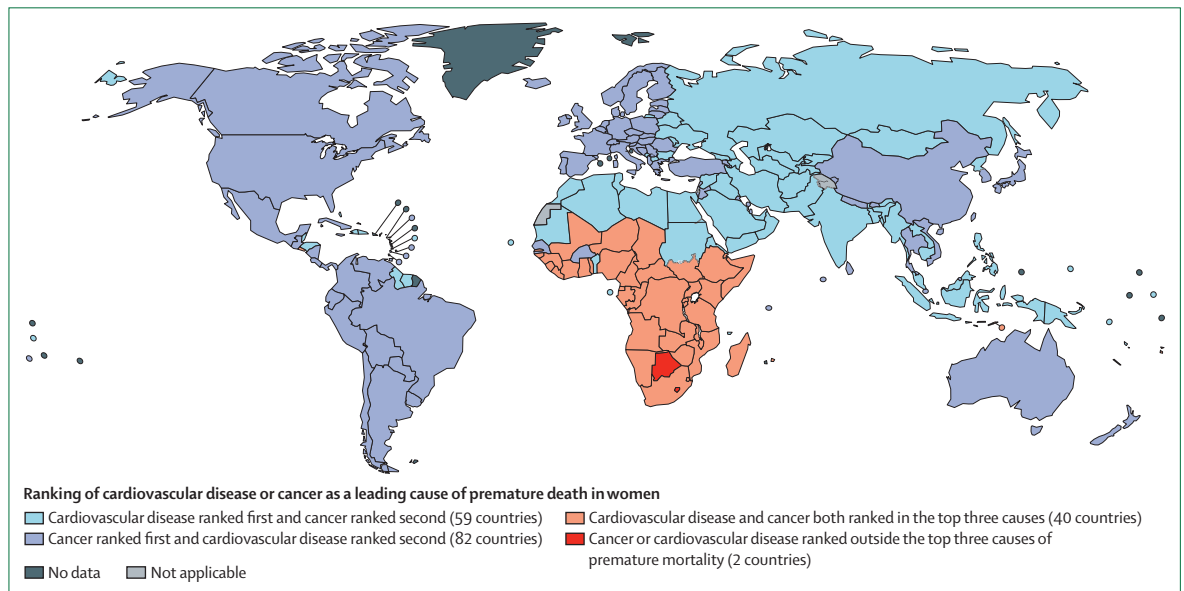 Ranking of cardiovascular disease or cancer as a leading cause of premature death in women
Cardiovascular disease ranked first and cancer ranked second (59 countries)
Cancer ranked first and cardiovascular disease ranked second (82 countries)
No data
Not applicable
Cardiovascular disease and cancer both ranked in the top three causes (40 countries)
Cancer or cardiovascular disease ranked outside the top three causes of
premature mortality (2 countries)